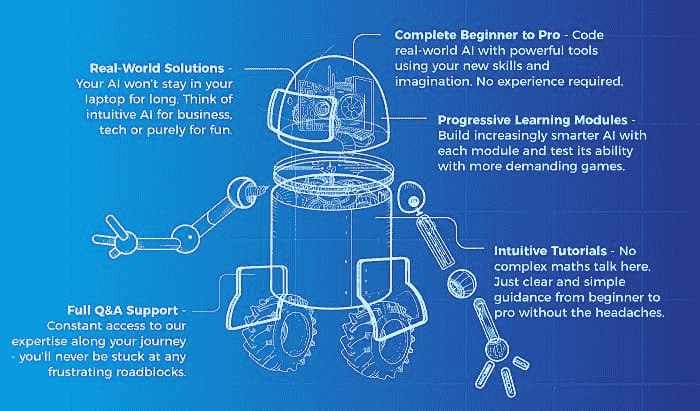 Complete Beginner to Pro - Code
real-world AI with powerful tools
using your new skills and
imagination. No experience required.
Real-World Solutions -
Your AI won't stay in your
laptop for long. Think of
intuitive AI for business,
tech or purely for fun.
Progressive Learning Modules -
Build increasingly smarter AI with
each module and test its ability
with more demanding games.
Intuitive Tutorials - No
complex maths talk here.
Just clear and simple
guidance from beginner to
pro without the headaches.
Full Q&A Support -
Constant access to our
expertise along your journey
- you'll never be stuck at any
frustrating roadblocks.